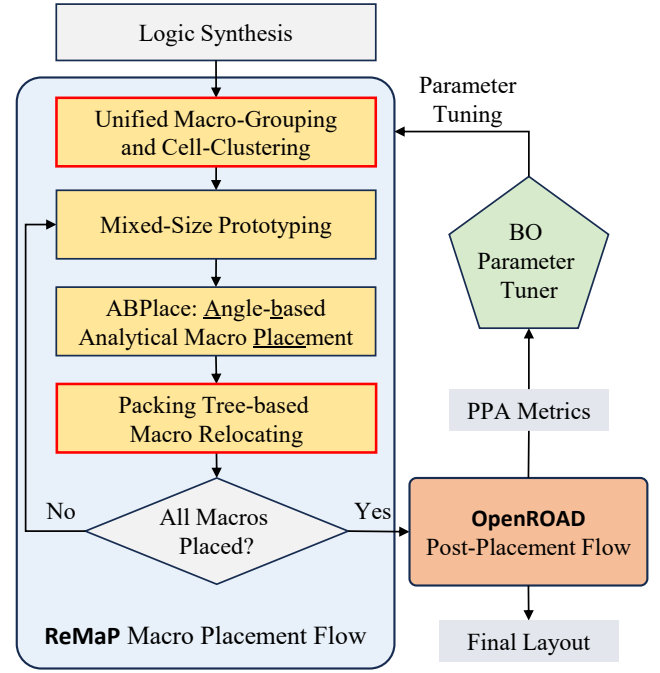 Logic Synthesis
Parameter
Tuning
Unified Macro-Grouping
and Cell-Clustering
Mixed-Size Prototyping
BO
Parameter
Tuner
ABPlace: Angle-based
Analytical Macro Placement
Packing Tree-based
Macro Relocating
PPA Metrics
No
All Macros
Placed?
Yes
OpenROAD
Post-Placement Flow
ReMaP Macro Placement Flow
Final Layout